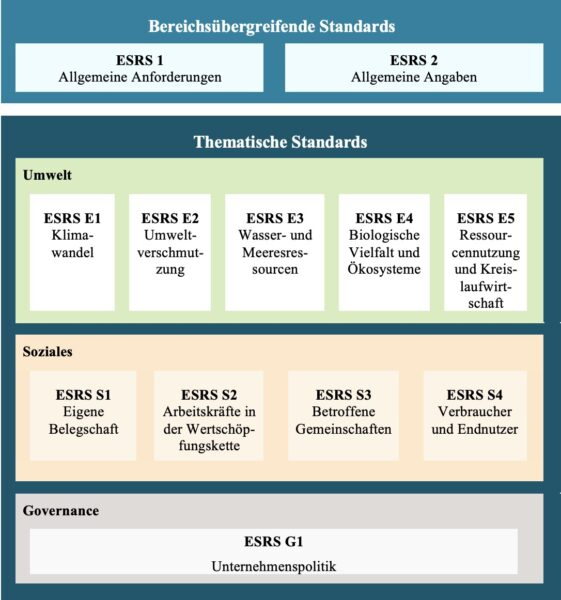 Bereichsübergreifende Standards
ESRS 1
Allgemeine Anforderungen
ESRS 2
Allgemeine Angaben
Thematische Standards
Umwelt
ESRS E1
Klima-
wandel
ESRS E2
Umwelt-
verschmut-
zung
ESRS E3
Wasser- und
Meeresres-
sourcen
ESRS E4
Biologische
Vielfalt und
Ökosysteme
ESRS E5
Ressour-
cennutzung
und Kreis-
laufwirt-
schaft
Soziales
ESRS S1
Eigene
Belegschaft
ESRS S2
Arbeitskräfte in
der Wertschöp-
fungskette
ESRS S3
Betroffene
Gemeinschaften
ESRS S4
Verbraucher
und Endnutzer
Governance
ESRS G1
Unternehmenspolitik